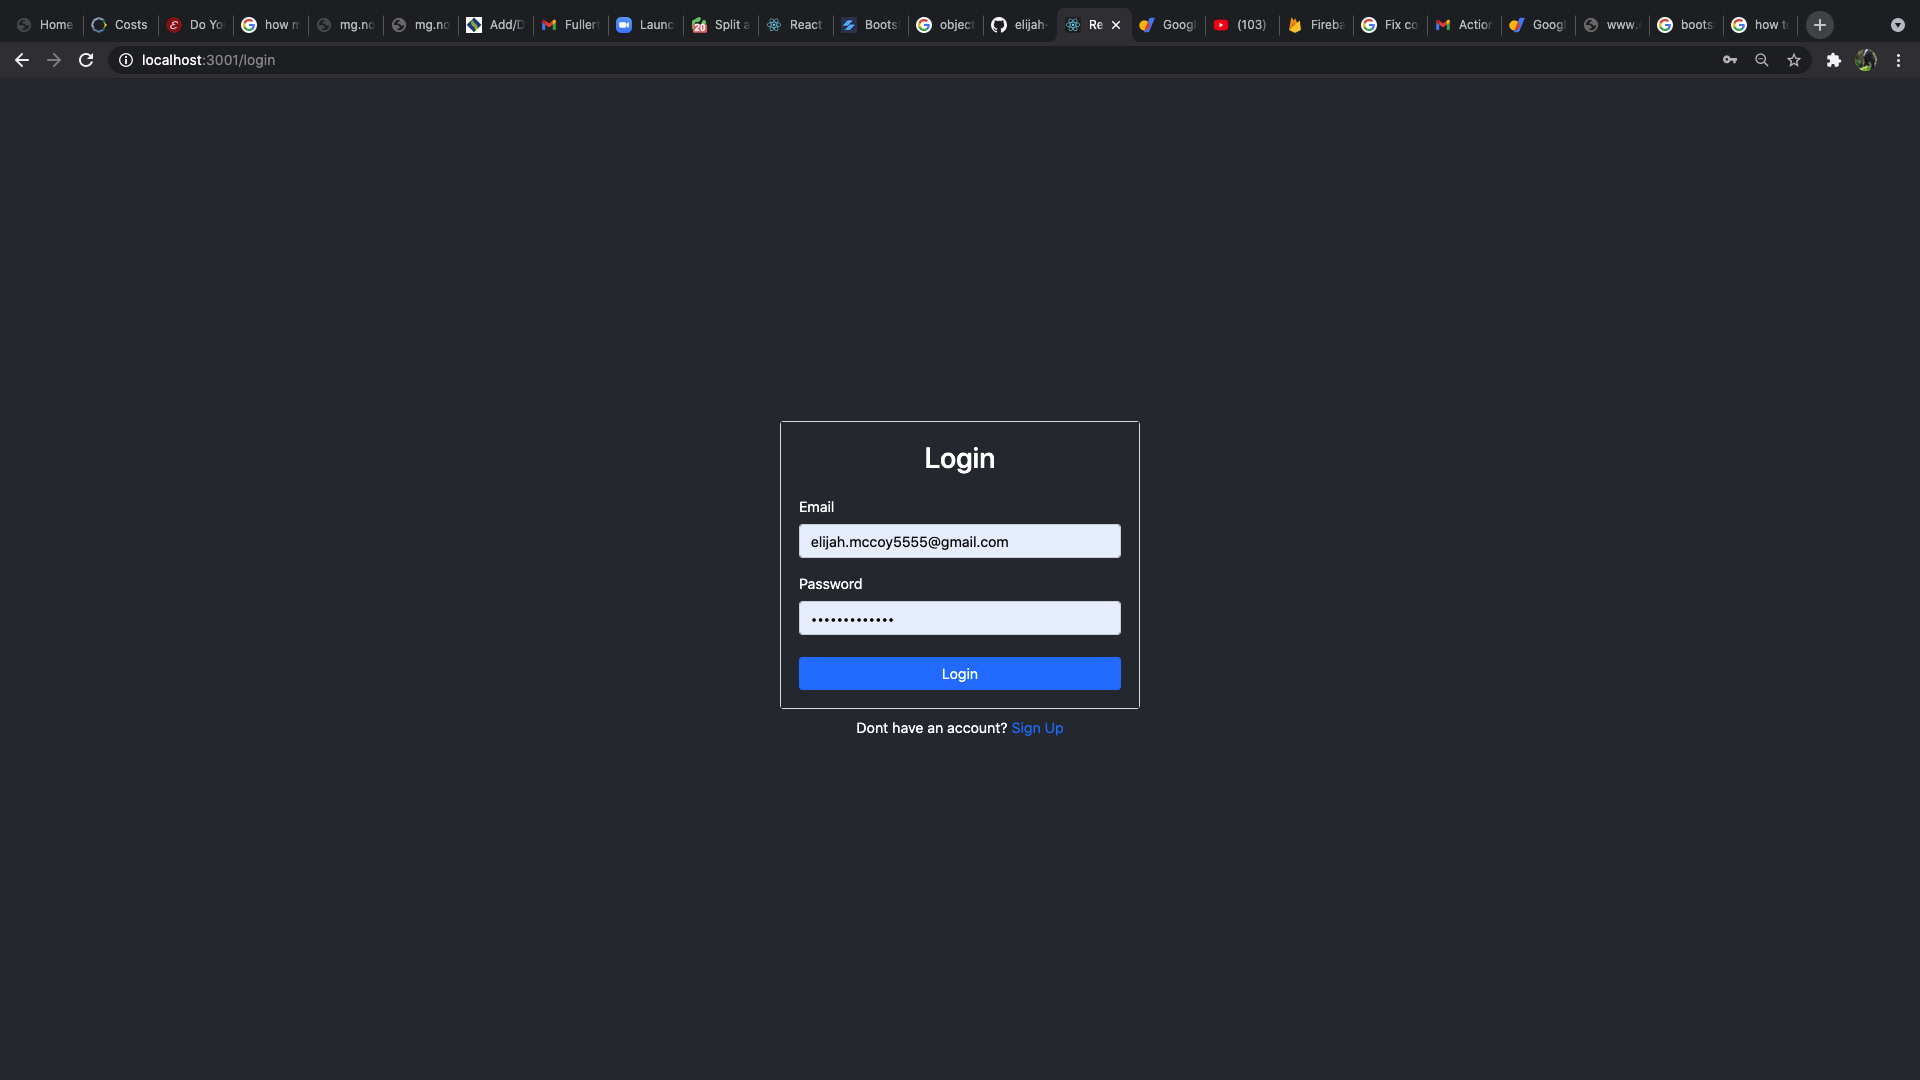 Home Costs Do Yo how m mg.no mg.no Add/D Fullert Launc 20 Split a React Boots object elijah- Re Googl (103) Fireba Fix co Action Googl www. boots how t
localhost:3001/login
Login
Email
elijah.mccoy5555@gmail.com
Password
•••••••••••••
Login
Dont have an account? Sign Up